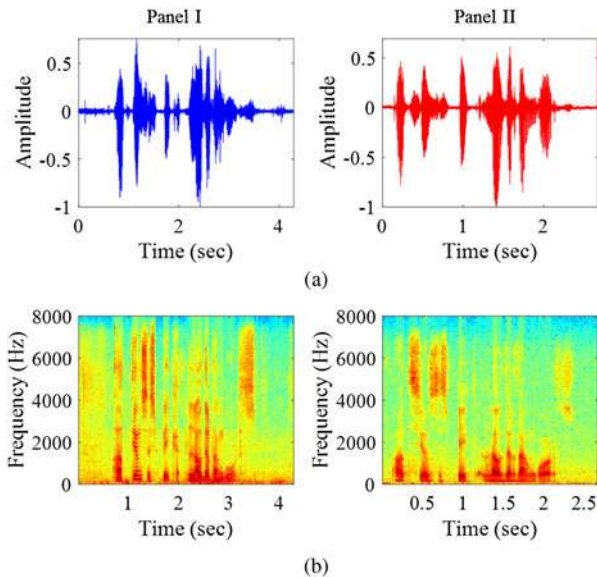 Panel I
Panel II
Amplitude
0.5
0
-0.5
-1
0 2 4
Time (sec)
Amplitude
0.5
0
-0.5
-1
0 1 2
Time (sec)
(a)
Frequency (Hz)
8000
6000
4000
2000
0
1 2 3 4
Time (sec)
Frequency (Hz)
8000
6000
4000
2000
0
0.5 1 1.5 2 2.5
Time (sec)
(b)